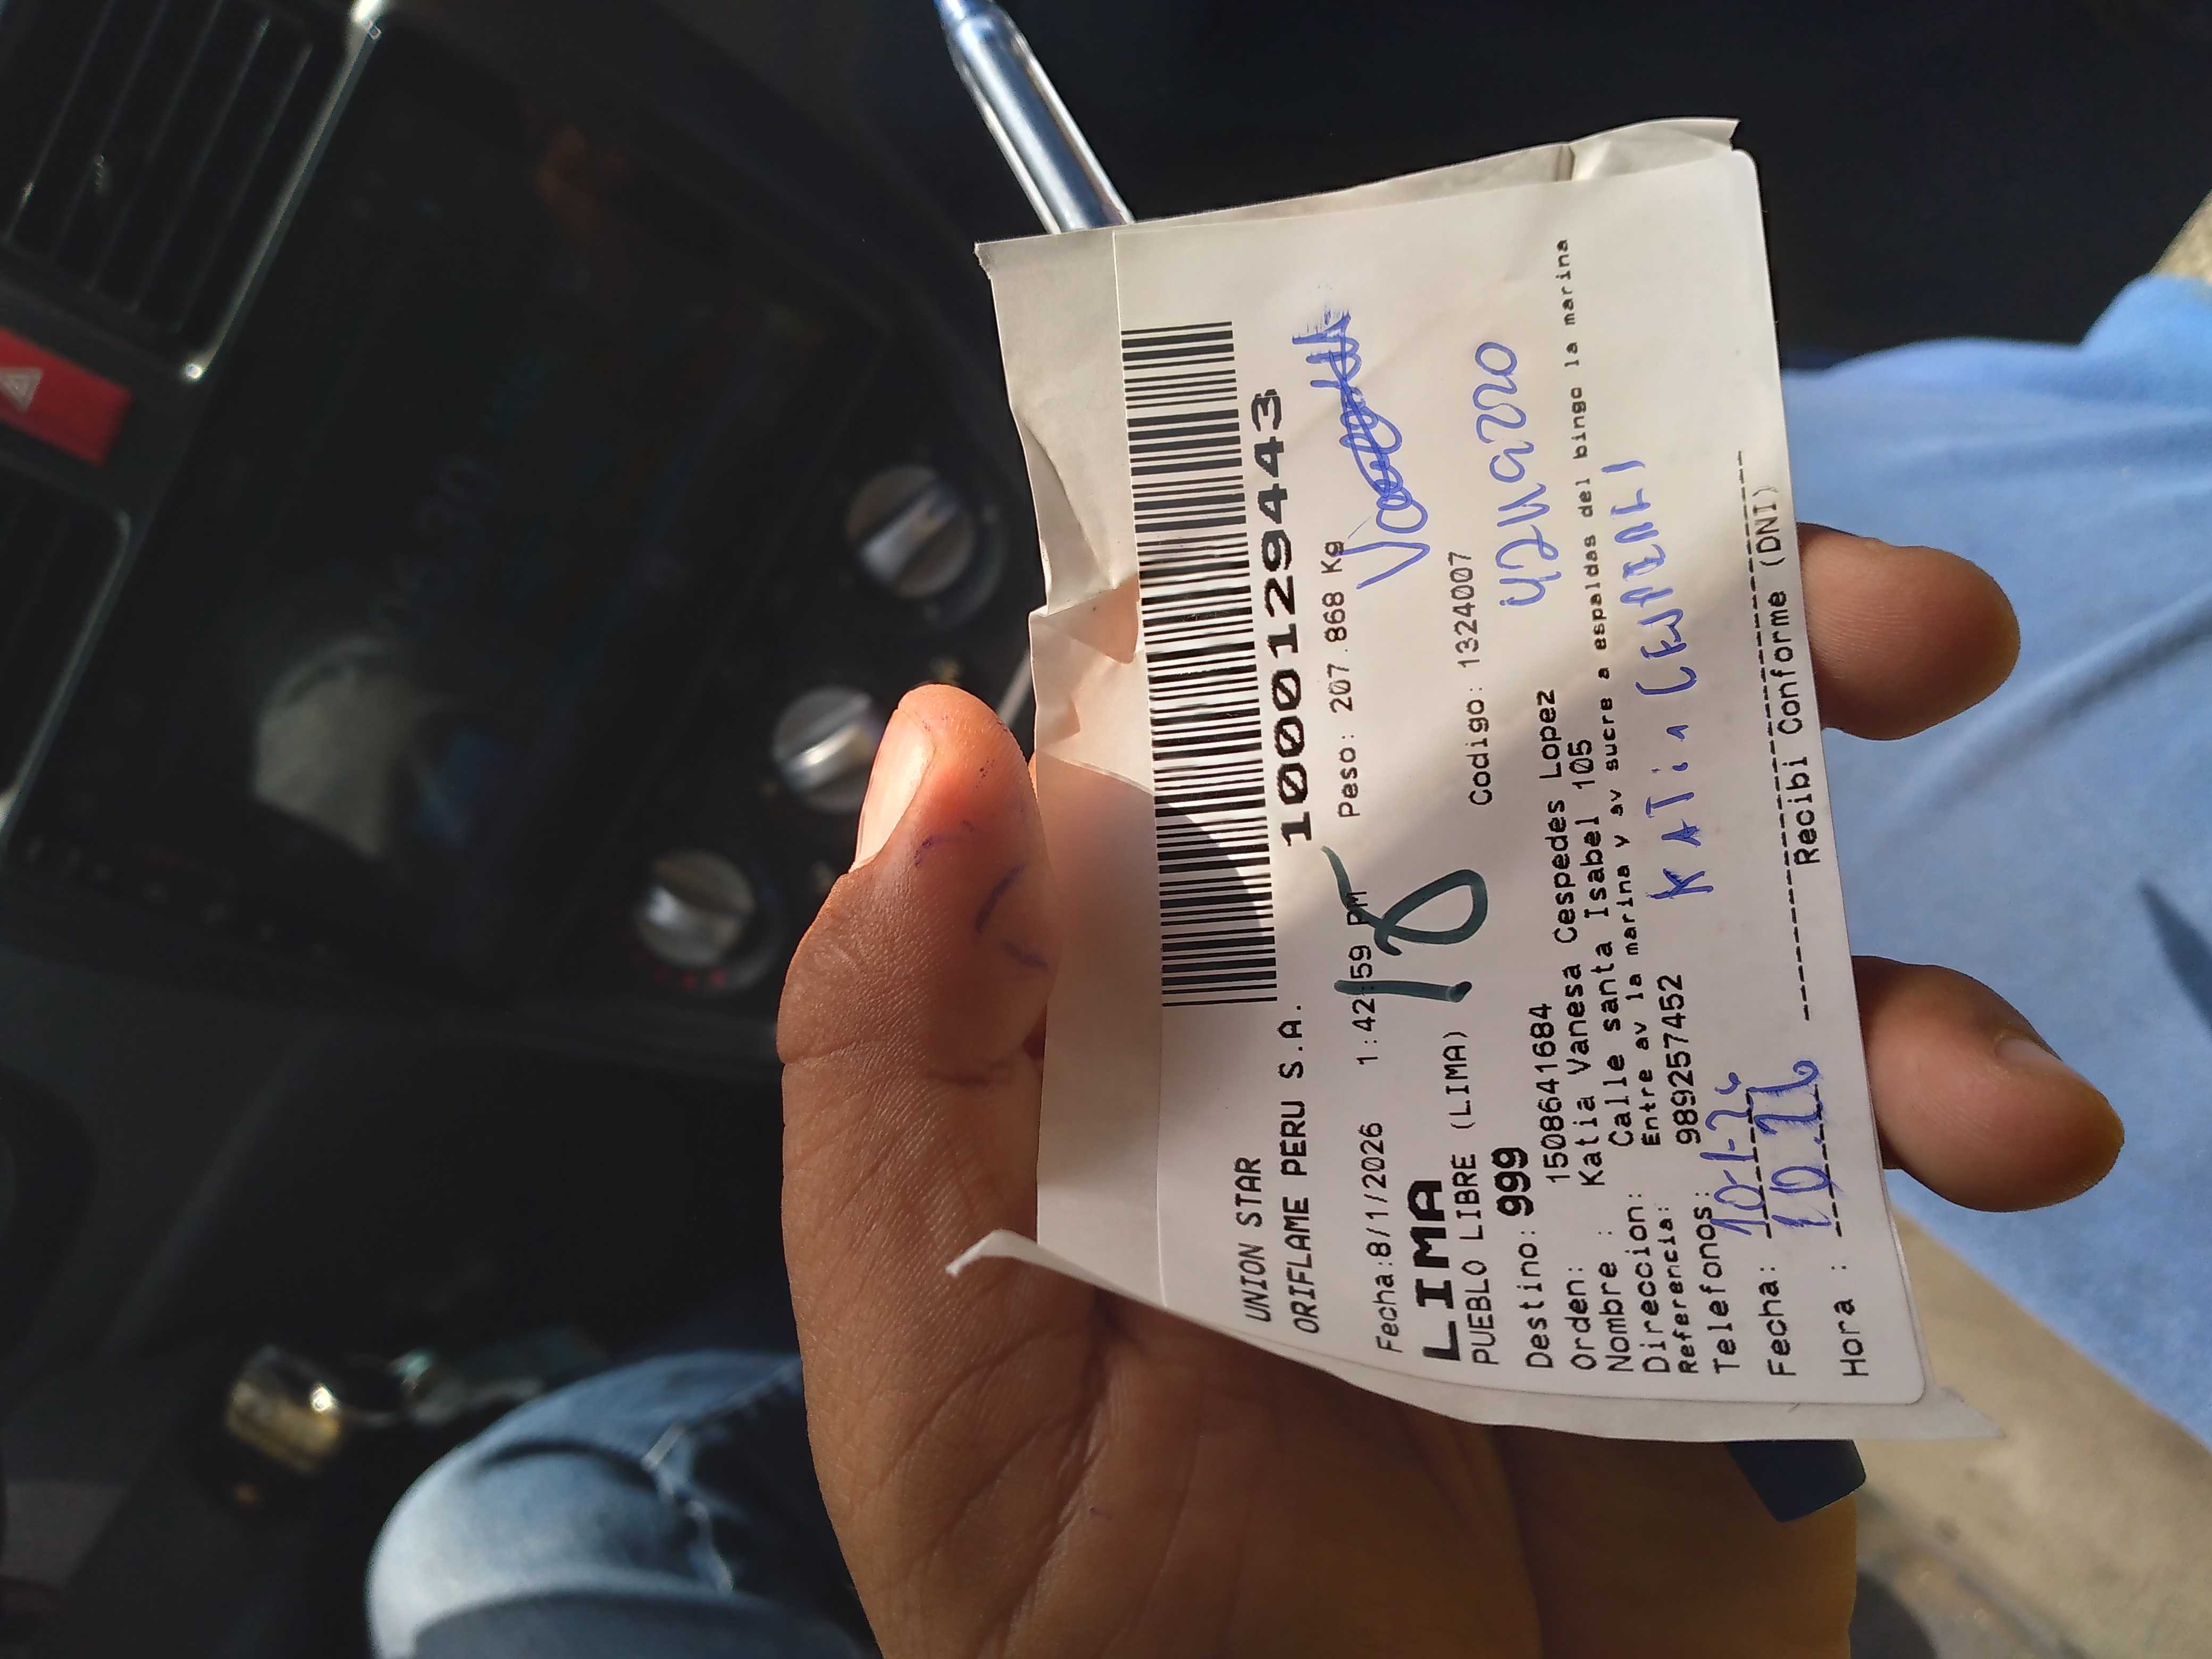 UNION STAR
ORIFLAME PERU S.A.
10001294443
Fecha:8/1/2026 1:42:59 PM Peso: 207.868 Kg
LIMA
18
PUEBLO LIBRE (LIMA) Codigo: 1324007
Destino: 999
Orden: 1508641684
Nombre : Katia Vanesa Cespedes Lopez
Direccion: Calle santa Isabel 105
Referencia: Entre av la marina y av sucre a espaldas del bingo la marina
Telefonos: 989257452
KATiA
Fecha: 10-1-26
Hora : 10.26
Recibi Conforme (DNI)